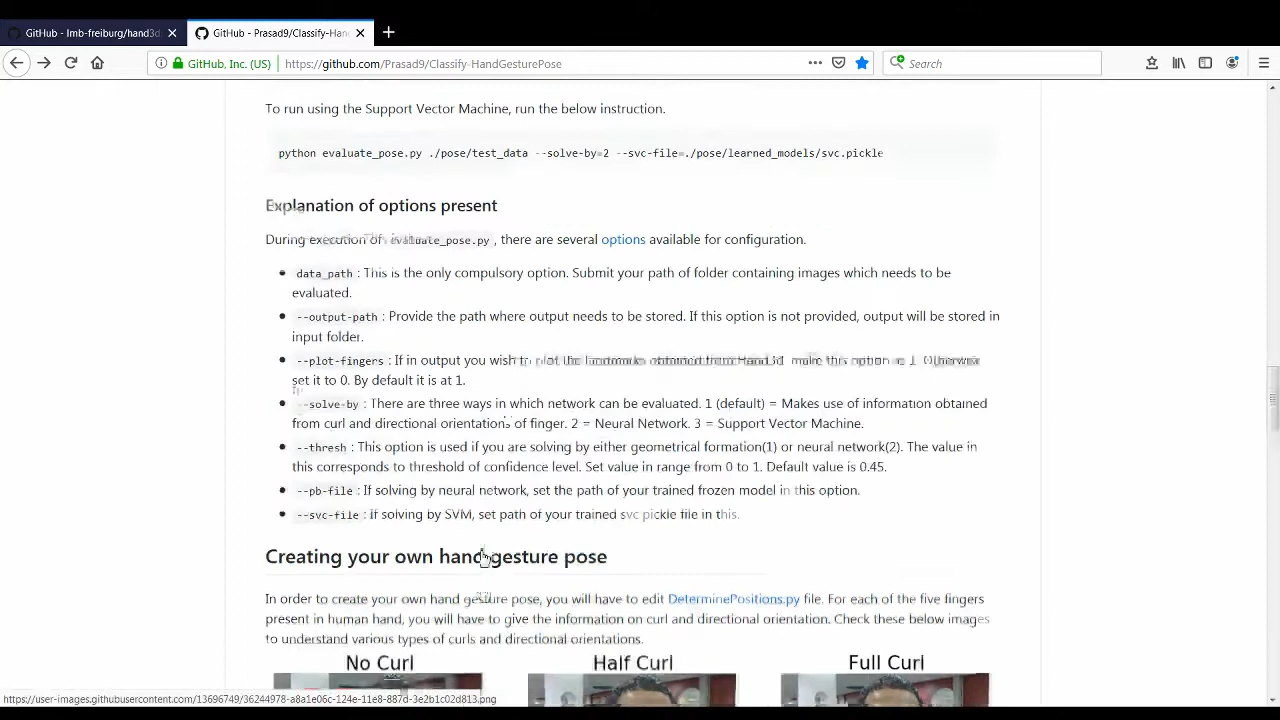 GitHub - lmb-freiburg/hand3d:
GitHub - Prasad9/Classify-Hand
GitHub, Inc. (US)
https://github.com/Prasad9/Classify-HandGesturePose
Search
To run using the Support Vector Machine, run the below instruction.
python evaluate_pose.py ./pose/test_data --solve-by=2 --svc-file=./pose/learned_models/svc.pickle
Explanation of options present
During execution of evaluate_pose.py, there are several options available for configuration.
data_path : This is the only compulsory option. Submit your path of folder containing images which needs to be
evaluated.
--output-path : Provide the path where output needs to be stored. If this option is not provided, output will be stored in
input folder.
--plot-fingers : If in output you wish to plot the landmarks obtained from Hand3d, make this option as 1. Otherwise
set it to 0. By default it is at 1.
--solve-by : There are three ways in which network can be evaluated. 1 (default) = Makes use of information obtained
from curl and directional orientations of finger. 2 = Neural Network. 3 = Support Vector Machine.
--thresh : This option is used if you are solving by either geometrical formation(1) or neural network(2). The value in
this corresponds to threshold of confidence level. Set value in range from 0 to 1. Default value is 0.45.
--pb-file : If solving by neural network, set the path of your trained frozen model in this option.
--svc-file : If solving by SVM, set path of your trained svc pickle file in this.
Creating your own hand gesture pose
In order to create your own hand gesture pose, you will have to edit DeterminePositions.py file. For each of the five fingers
present in human hand, you will have to give the information on curl and directional orientation. Check these below images
to understand various types of curls and directional orientations.
No Curl Half Curl Full Curl
https://user-images.githubusercontent.com/13696749/36244978-a8a1e06c-124e-11e8-887d-3e2b1c02d813.png